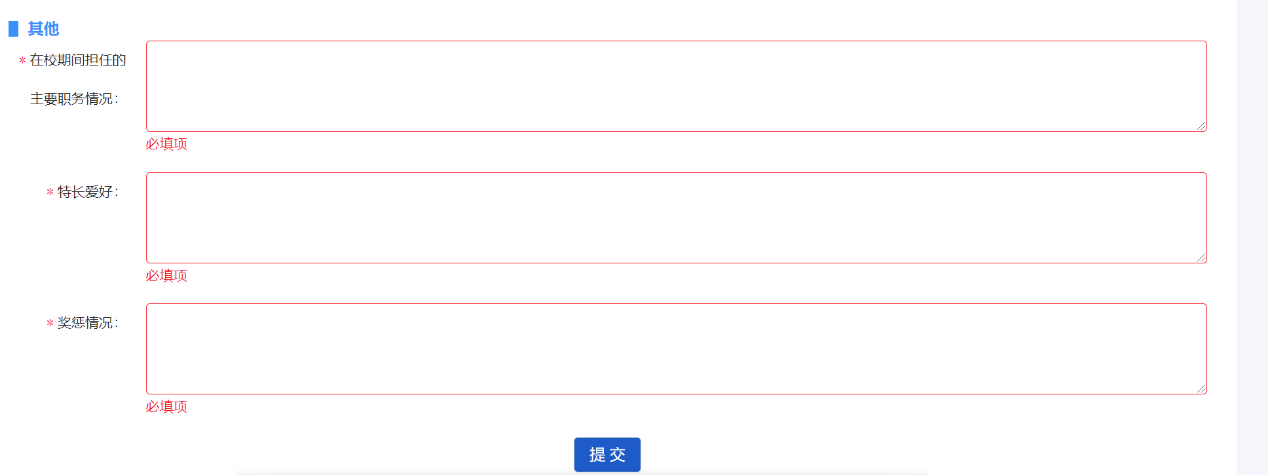 其他
* 在校期间担任的
主要职务情况:
必填项
* 特长爱好:
必填项
* 奖惩情况:
必填项
提 交